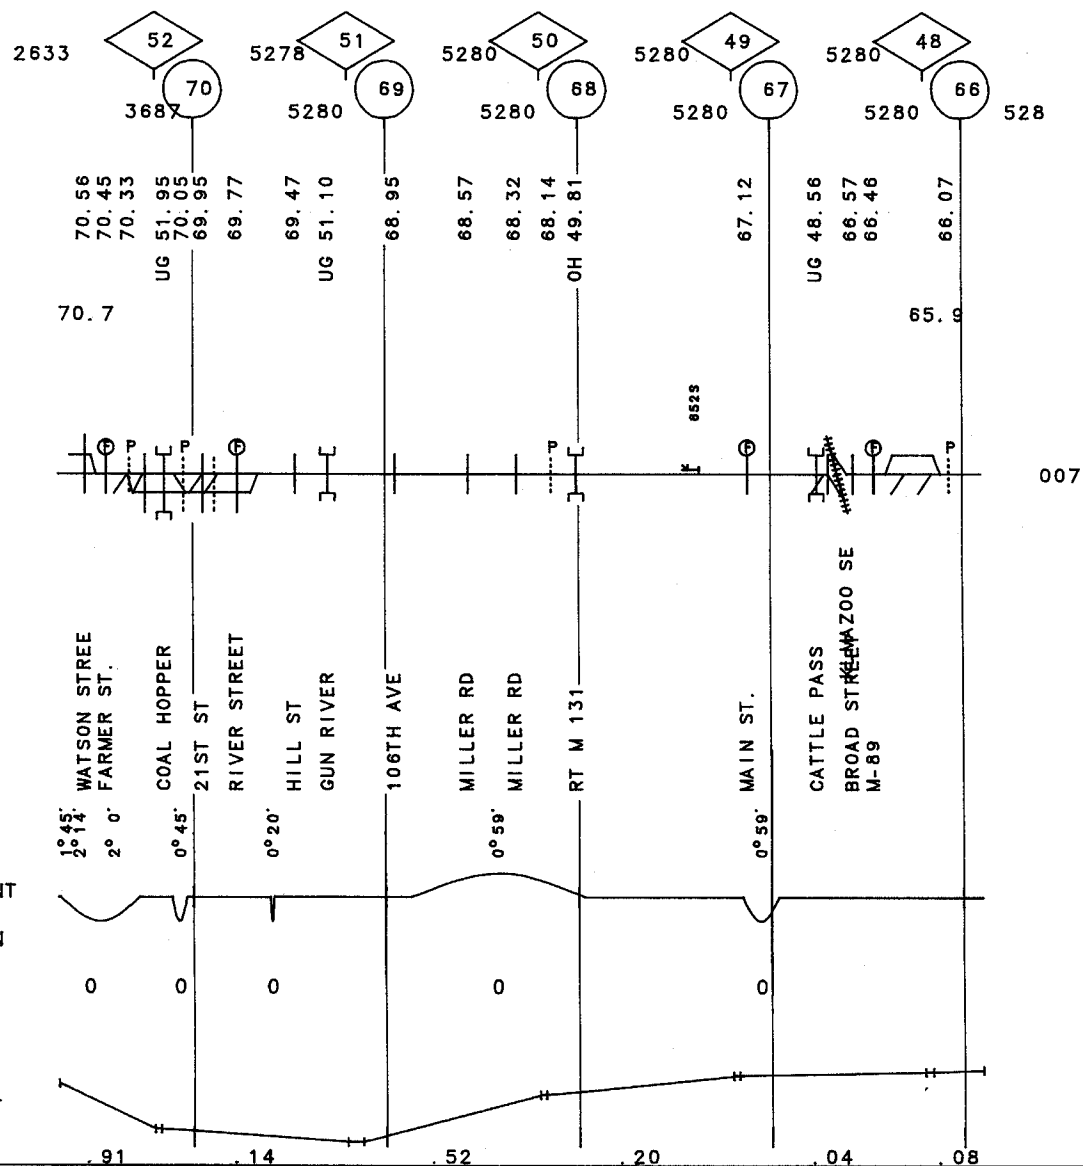 52 51 50 49 48
2633 5278 5280 5280 5280
70 69 68 67 66
3687 5280 5280 5280 5280 528
70.56
70.45
70.33
UG 51.95
70.05
69.95
69.77
69.47
UG 51.10
68.95
68.57
68.32
68.14
OH 49.81
67.12
UG 48.56
66.57
66.46
66.07
70.7 65.9
652S
F P P F P F F P
007
WATSON STREE
FARMER ST.
COAL HOPPER
21ST ST
RIVER STREET
HILL ST
GUN RIVER
106TH AVE
MILLER RD
MILLER RD
RT M 131
MAIN ST.
CATTLE PASS
BROAD STREET
M-89
1°45'
2°14'
2° 0'
0°45'
0°20'
0°59'
0°59'
NT
N
0 0 0 0 0
.91 .14 .52 .20 .04 .08